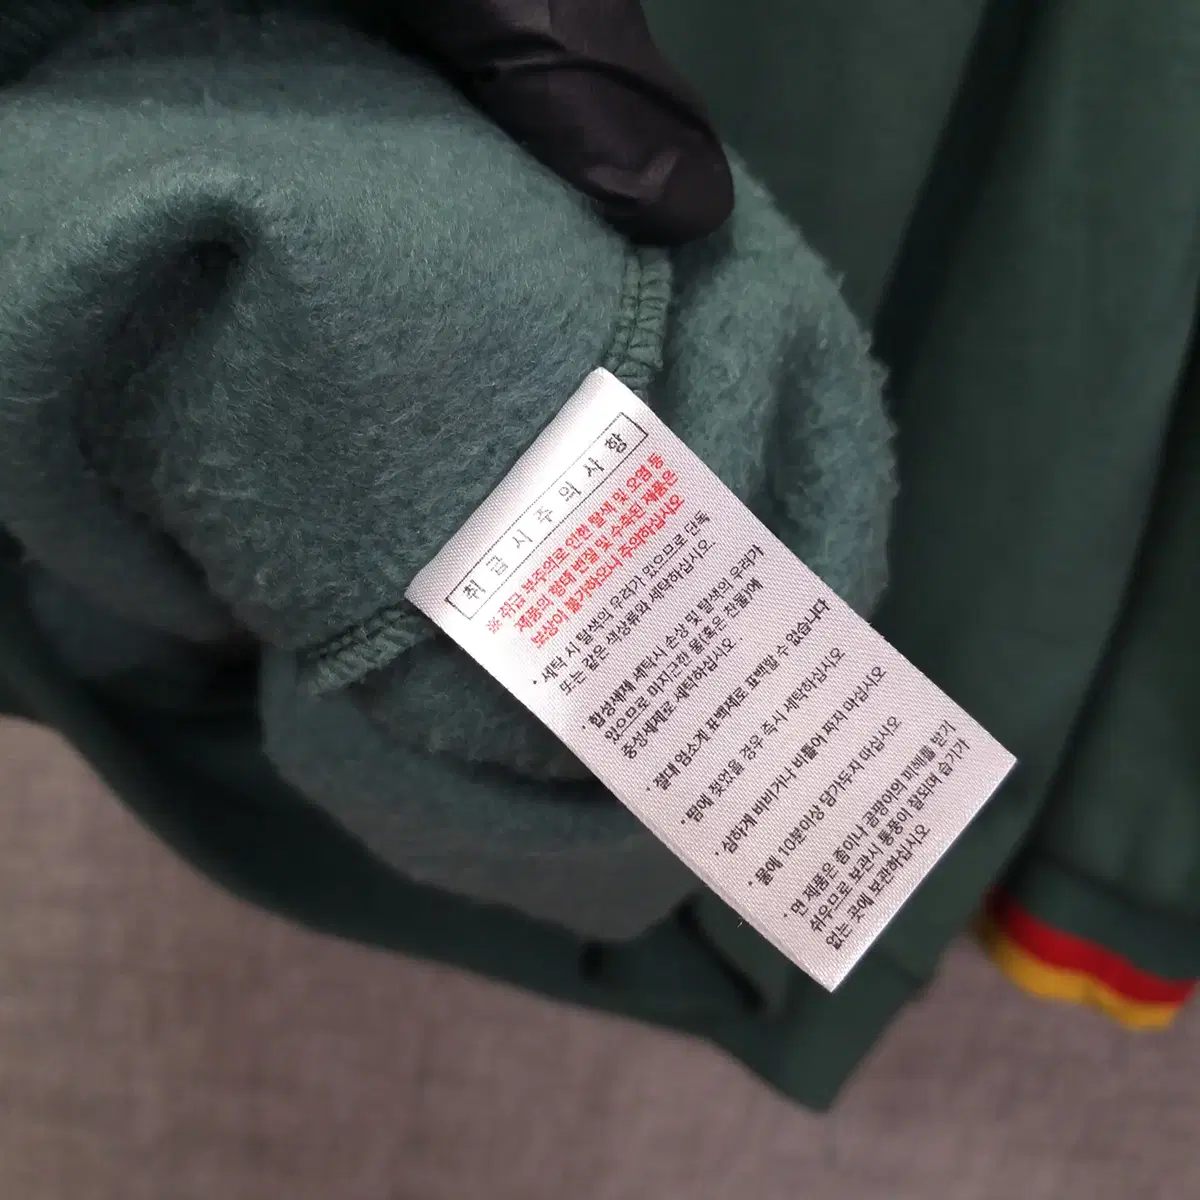 취급시주의사항
※ 취급 부주의로 인한 탈색 및 오염 등
제품의 형태 변질 및 수축된 제품은
보상이 불가하오니 주의하십시오
· 세탁 시 탈색의 우려가 있으므로 단독
또는 같은 색상류와 세탁하십시오.
· 합성세제 세탁시 손상 및 탈색의 우려가
있으므로 미지근한 물(혹은 찬물)에
중성세제로 세탁하십시오.
· 절대 염소계 표백제로 표백할 수 없습니다
· 땀에 젖었을 경우 즉시 세탁하십시오
· 심하게 비비거나 비틀어 짜지 마십시오
· 물에 10분이상 담가두지 마십시오
· 면 제품은 좀이나 곰팡이의 피해를 받기
쉬우므로 보관시 통풍이 잘되며 습기가
없는 곳에 보관하십시오